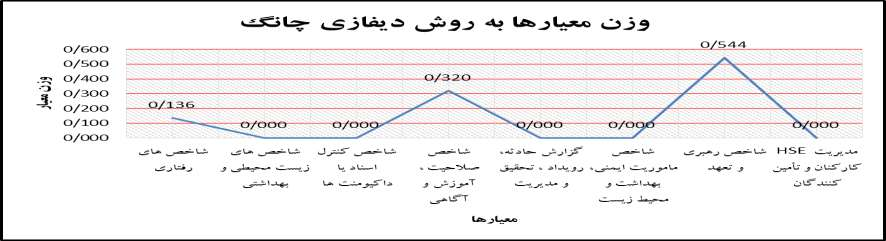 وزن معیارها به روش دیفازی چانگ
0/600
0/500
0/400
0/300
0/200
0/100
0/000
وزن معیار
0/136
0/000
0/000
0/320
0/000
0/000
0/544
0/000
شاخص های
رفتاری
شاخص های
زیست محیطی و
بهداشتی
شاخص کنترل
اسناد یا
داکیومنت ها
شاخص
صلاحیت ،
آموزش و
آگاهی
گزارش حادثه،
رویداد ، تحقیق
و مدیریت
شاخص
ماموریت ایمنی،
بهداشت و
محیط زیست
شاخص رهبری
و تعهد
مدیریت HSE
کارکنان و تأمین
کنندگان
معیارها